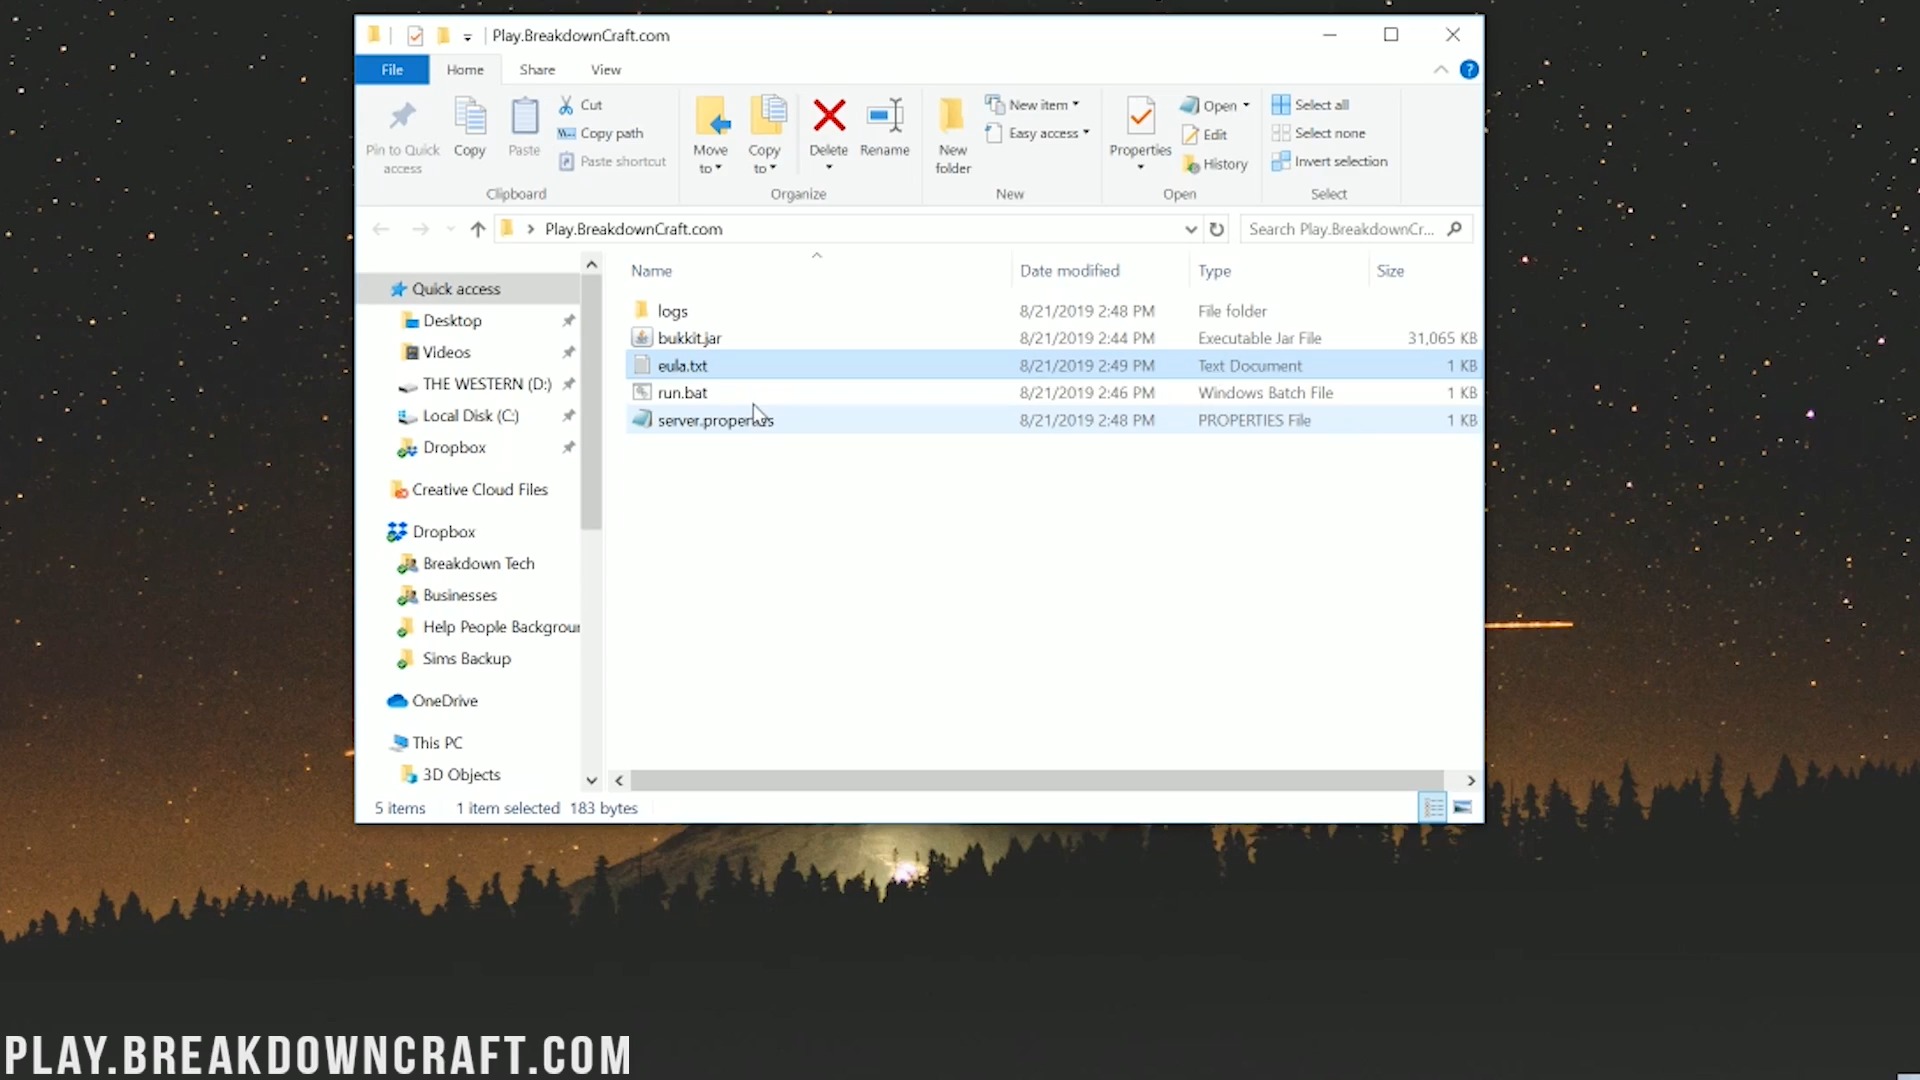 Play.BreakdownCraft.com
File Home Share View
Pin to Quick access
Copy
Paste
Cut
Copy path
Paste shortcut
Clipboard
Move to
Copy to
Delete
Rename
Organize
New folder
New item
Easy access
New
Properties
Open
Edit
History
Open
Select all
Select none
Invert selection
Select
Play.BreakdownCraft.com
Search Play.BreakdownCr...
Name Date modified Type Size
logs 8/21/2019 2:48 PM File folder
bukkit.jar 8/21/2019 2:44 PM Executable Jar File 31,065 KB
eula.txt 8/21/2019 2:49 PM Text Document 1 KB
run.bat 8/21/2019 2:46 PM Windows Batch File 1 KB
server.properties 8/21/2019 2:48 PM PROPERTIES File 1 KB
Quick access
Desktop
Videos
THE WESTERN (D:)
Local Disk (C:)
Dropbox
Creative Cloud Files
Dropbox
Breakdown Tech
Businesses
Help People Backgroun
Sims Backup
OneDrive
This PC
3D Objects
5 items 1 item selected 183 bytes
PLAY.BREAKDOWNCRAFT.COM